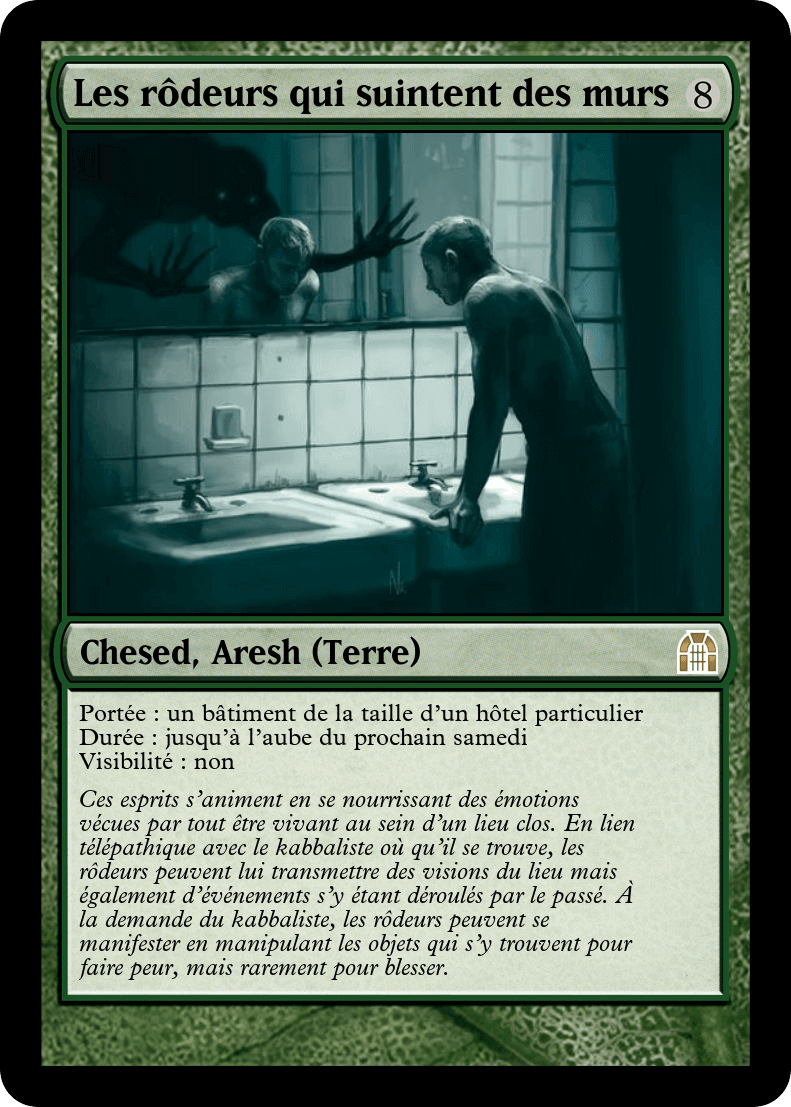 Les rôdeurs qui suintent des murs 8
Chesed, Aresh (Terre)
Portée : un bâtiment de la taille d'un hôtel particulier
Durée : jusqu'à l'aube du prochain samedi
Visibilité : non
Ces esprits s'animent en se nourrissant des émotions
vécues par tout être vivant au sein d'un lieu clos. En lien
télépathique avec le kabbaliste où qu'il se trouve, les
rôdeurs peuvent lui transmettre des visions du lieu mais
également d'événements s'y étant déroulés par le passé. À
la demande du kabbaliste, les rôdeurs peuvent se
manifester en manipulant les objets qui s'y trouvent pour
faire peur, mais rarement pour blesser.